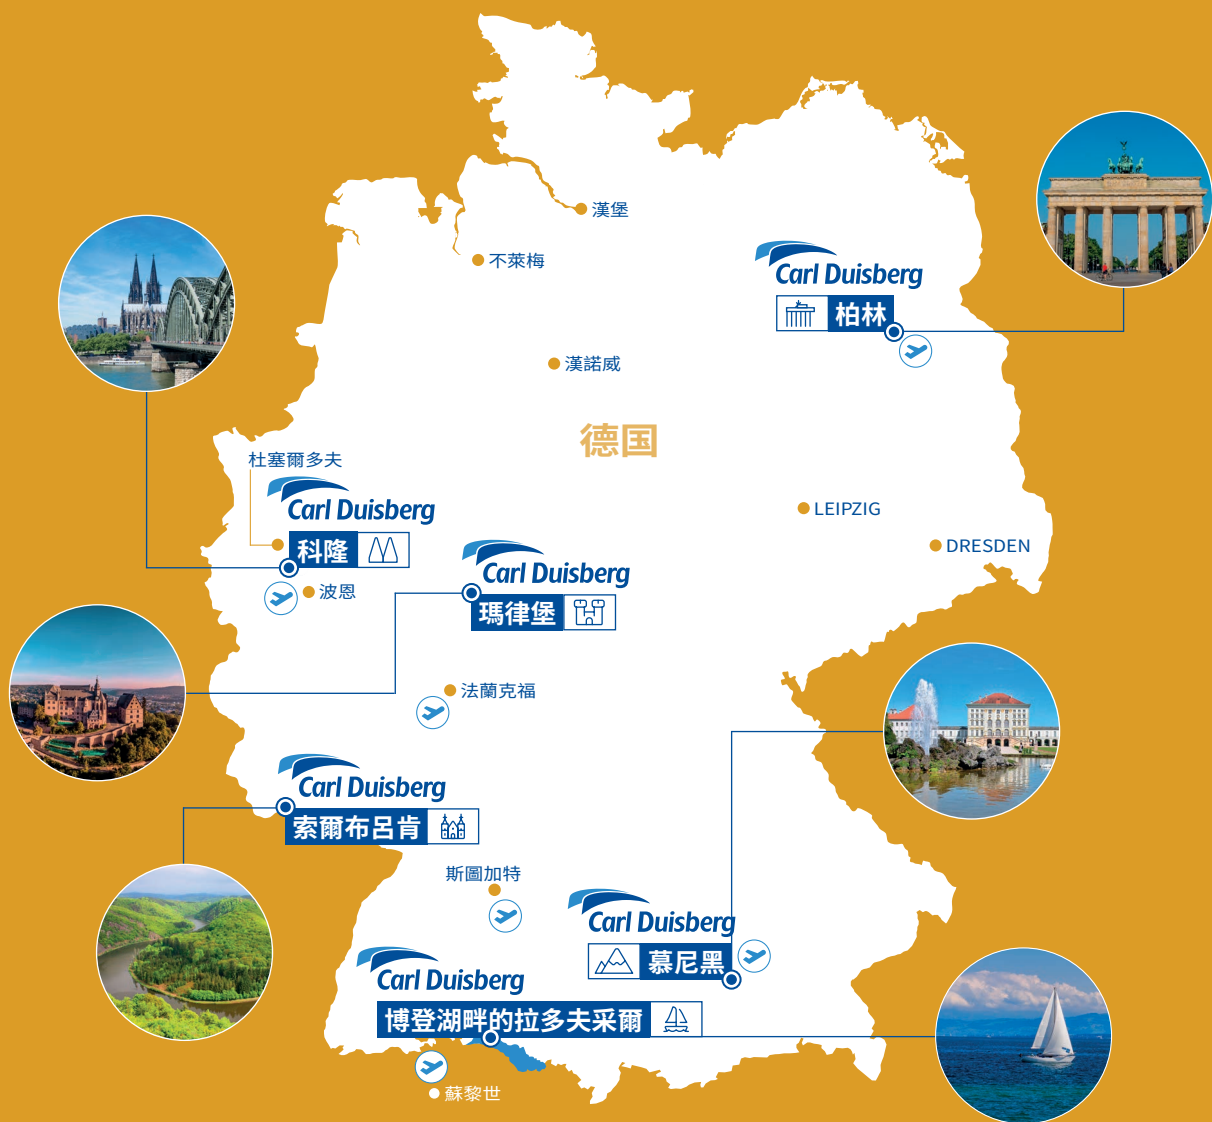 漢堡
不萊梅
Carl Duisberg
柏林
漢諾威
德国
杜塞爾多夫
Carl Duisberg
科隆
LEIPZIG
DRESDEN
波恩
Carl Duisberg
瑪律堡
法蘭克福
Carl Duisberg
索爾布呂肯
斯圖加特
Carl Duisberg
慕尼黑
Carl Duisberg
博登湖畔的拉多夫采爾
蘇黎世